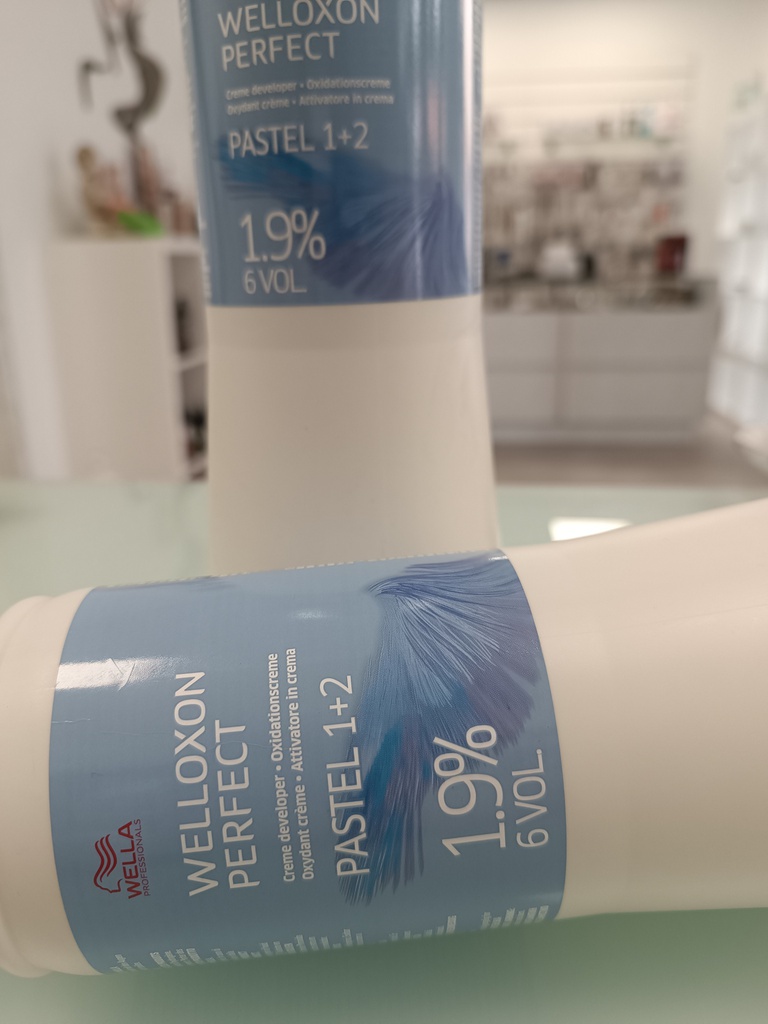 WELLOXON
PERFECT
Creme developer • Oxidationscreme
Oxydant crème • Attivatore in crema
PASTEL 1+2
1.9%
6 VOL.
WELLA
PROFESSIONALS
WELLOXON
PERFECT
Creme developer • Oxidationscreme
Oxydant crème • Attivatore in crema
PASTEL 1+2
1.9%
6 VOL.